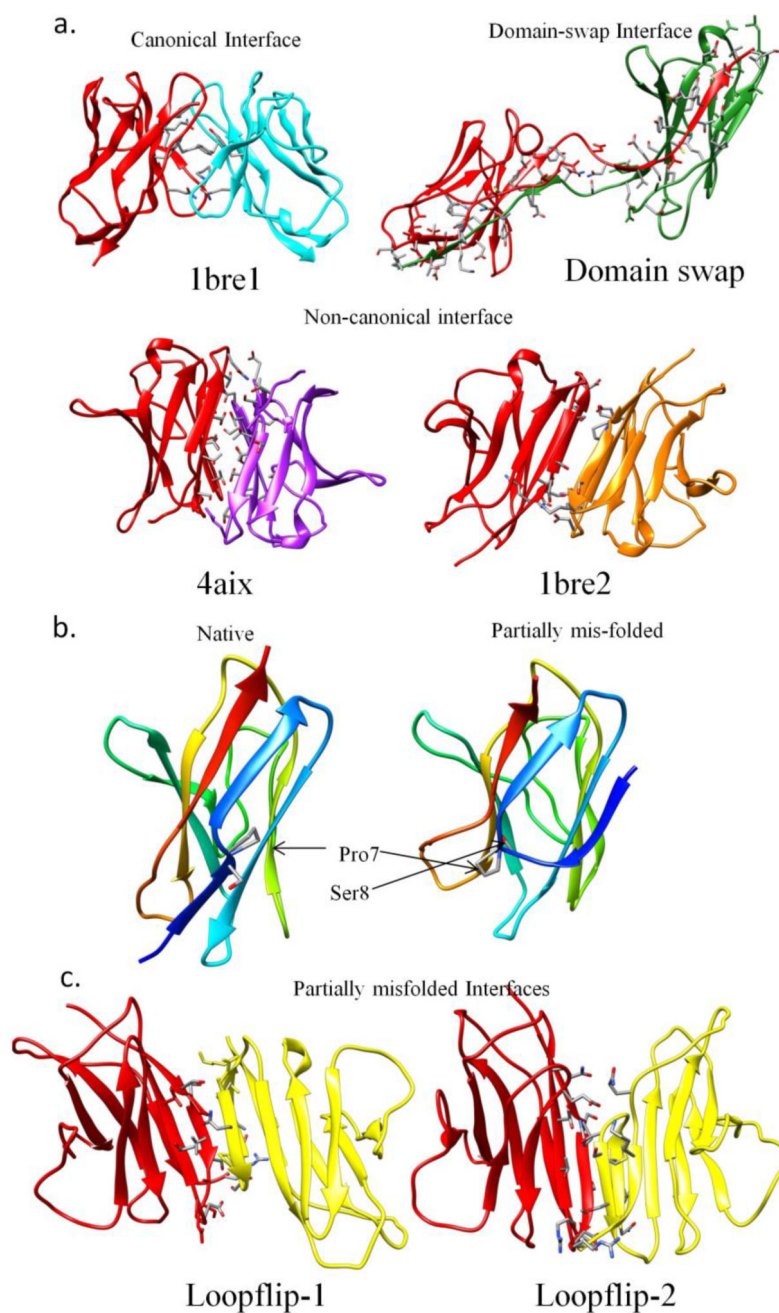 a.
Canonical Interface
Domain-swap Interface
1bre1
Domain swap
Non-canonical interface
4aix
1bre2
b.
Native
Partially mis-folded
Pro7
Ser8
c.
Partially misfolded Interfaces
Loopflip-1
Loopflip-2